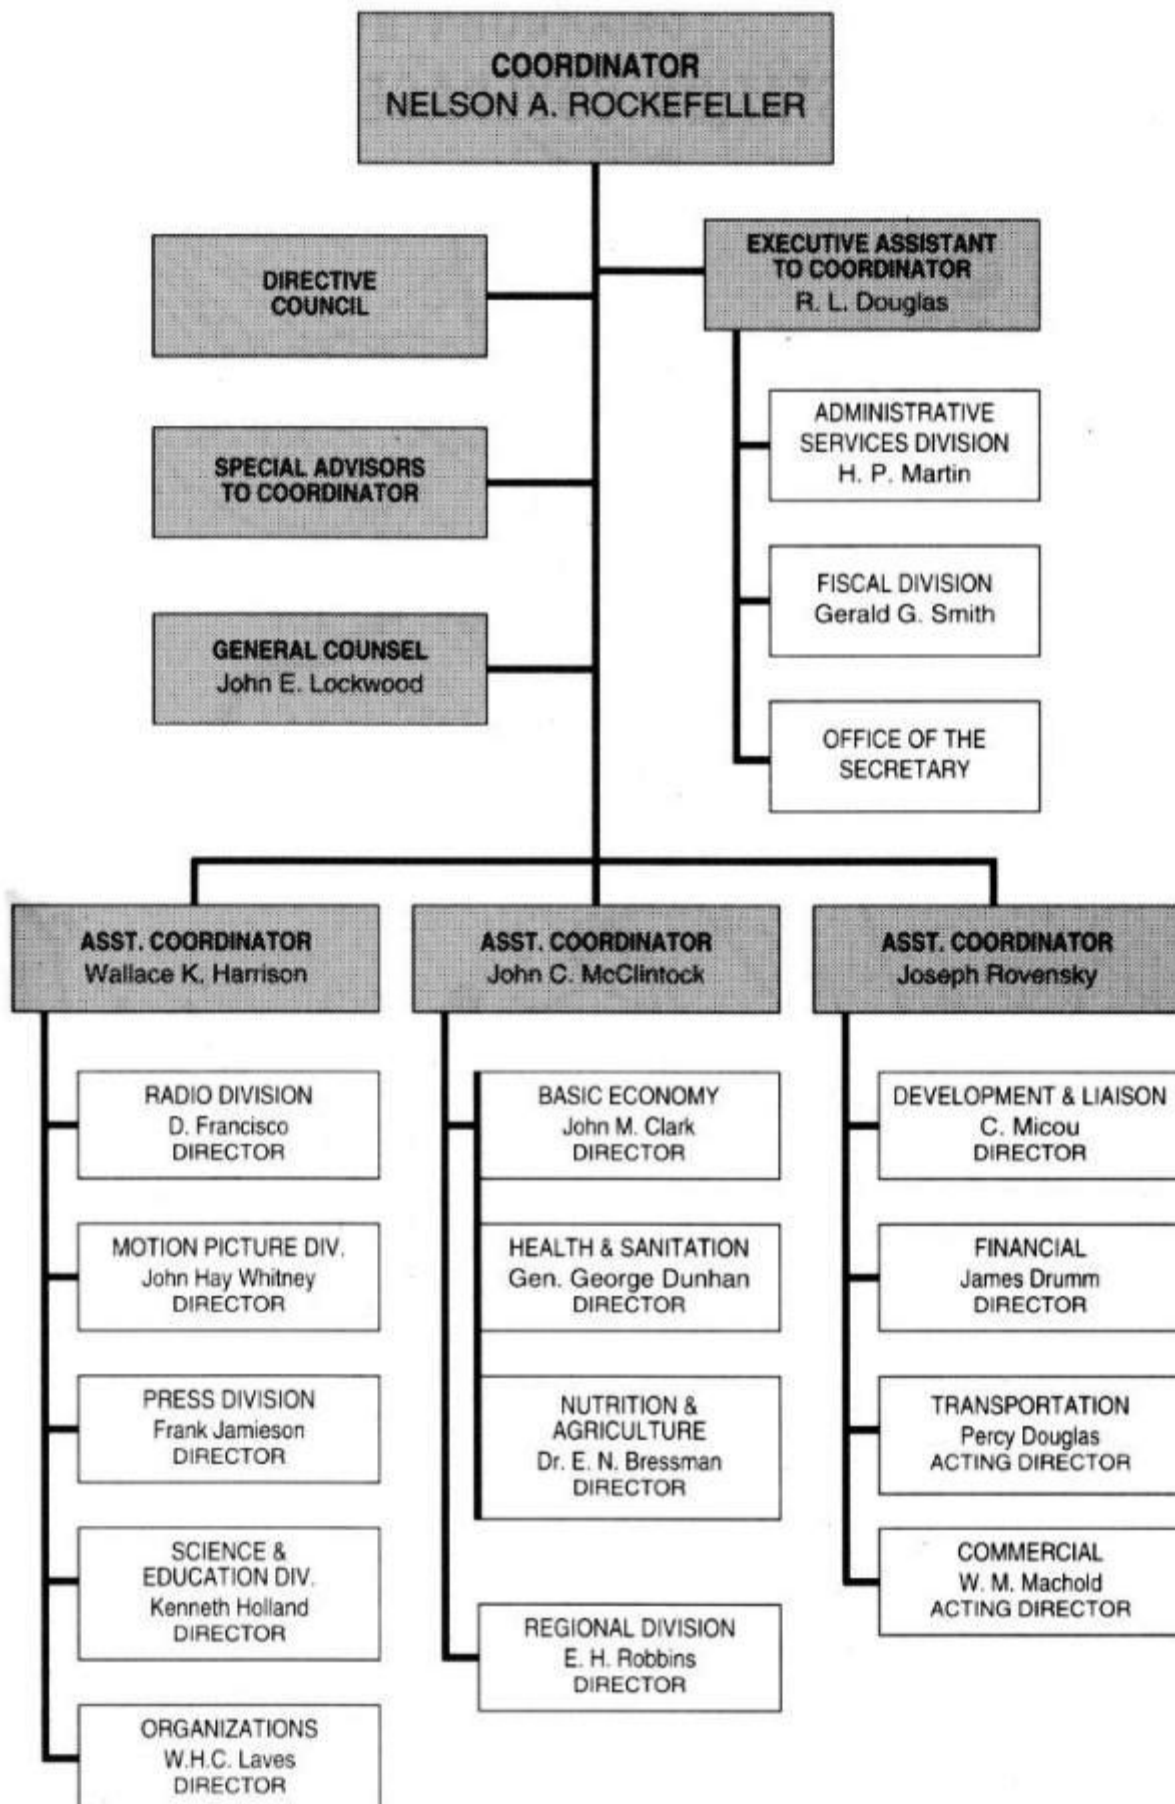 COORDINATOR
NELSON A. ROCKEFELLER
DIRECTIVE
COUNCIL
EXECUTIVE ASSISTANT
TO COORDINATOR
R. L. Douglas
ADMINISTRATIVE
SERVICES DIVISION
H. P. Martin
SPECIAL ADVISORS
TO COORDINATOR
FISCAL DIVISION
Gerald G. Smith
GENERAL COUNSEL
John E. Lockwood
OFFICE OF THE
SECRETARY
ASST. COORDINATOR
Wallace K. Harrison
RADIO DIVISION
D. Francisco
DIRECTOR
MOTION PICTURE DIV.
John Hay Whitney
DIRECTOR
PRESS DIVISION
Frank Jamieson
DIRECTOR
SCIENCE &
EDUCATION DIV.
Kenneth Holland
DIRECTOR
ORGANIZATIONS
W.H.C. Laves
DIRECTOR
ASST. COORDINATOR
John C. McClintock
BASIC ECONOMY
John M. Clark
DIRECTOR
HEALTH & SANITATION
Gen. George Dunhan
DIRECTOR
NUTRITION &
AGRICULTURE
Dr. E. N. Bressman
DIRECTOR
REGIONAL DIVISION
E. H. Robbins
DIRECTOR
ASST. COORDINATOR
Joseph Rovensky
DEVELOPMENT & LIAISON
C. Micou
DIRECTOR
FINANCIAL
James Drumm
DIRECTOR
TRANSPORTATION
Percy Douglas
ACTING DIRECTOR
COMMERCIAL
W. M. Machold
ACTING DIRECTOR